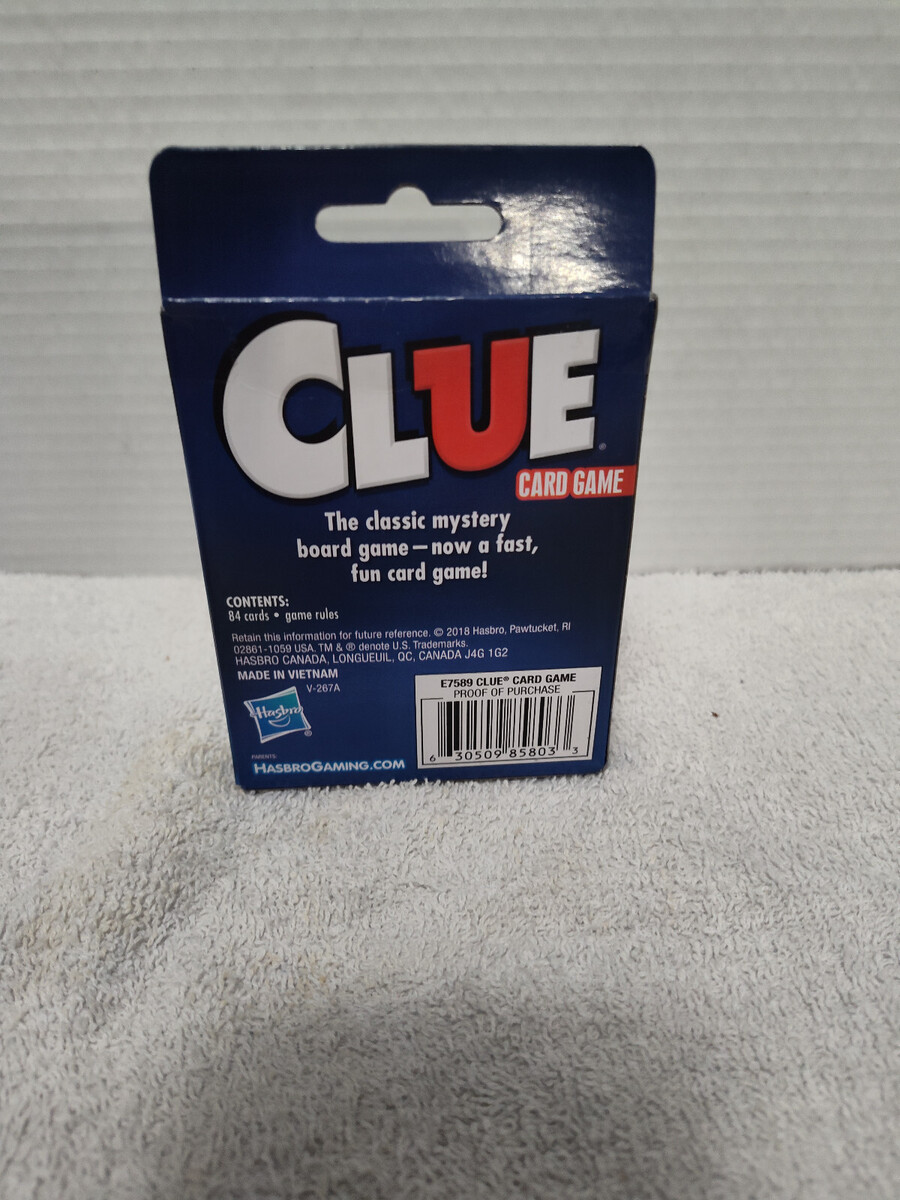 CLUE®
CARD GAME
The classic mystery
board game—now a fast,
fun card game!
CONTENTS:
84 cards • game rules
Retain this information for future reference. © 2018 Hasbro, Pawtucket, RI
02861-1059 USA. TM & ® denote U.S. Trademarks.
HASBRO CANADA, LONGUEUIL, QC, CANADA J4G 1G2
MADE IN VIETNAM
V-267A
Hasbro®
PARENTS:
HASBROGAMING.COM
E7589 CLUE® CARD GAME
PROOF OF PURCHASE
6 30509 85803 3